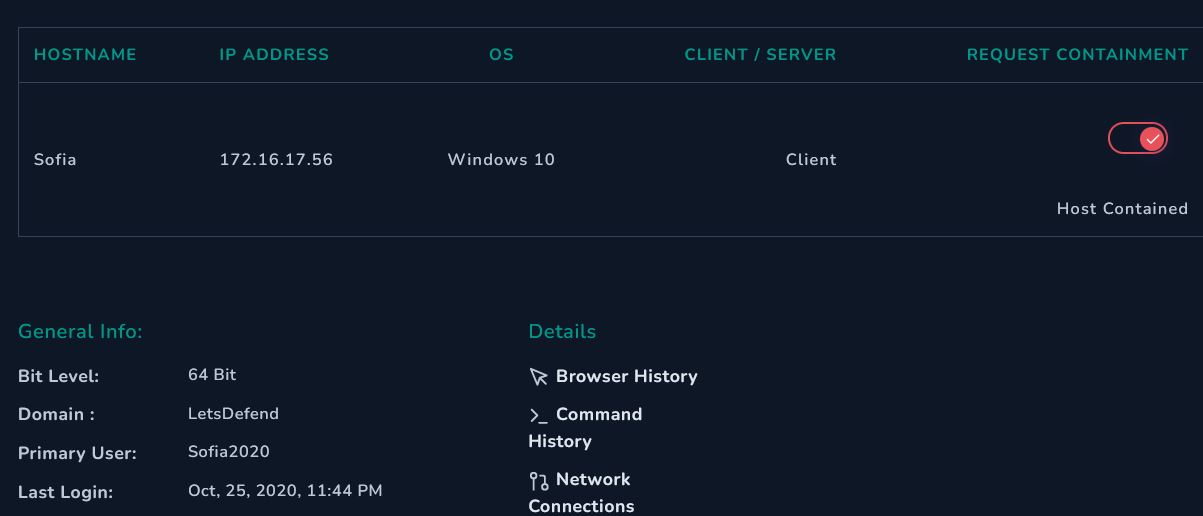 HOSTNAME IP ADDRESS OS CLIENT / SERVER REQUEST CONTAINMENT
Sofia 172.16.17.56 Windows 10 Client
Host Contained
General Info:
Bit Level: 64 Bit
Domain : LetsDefend
Primary User: Sofia2020
Last Login: Oct, 25, 2020, 11:44 PM
Details
Browser History
Command
History
Network
Connections